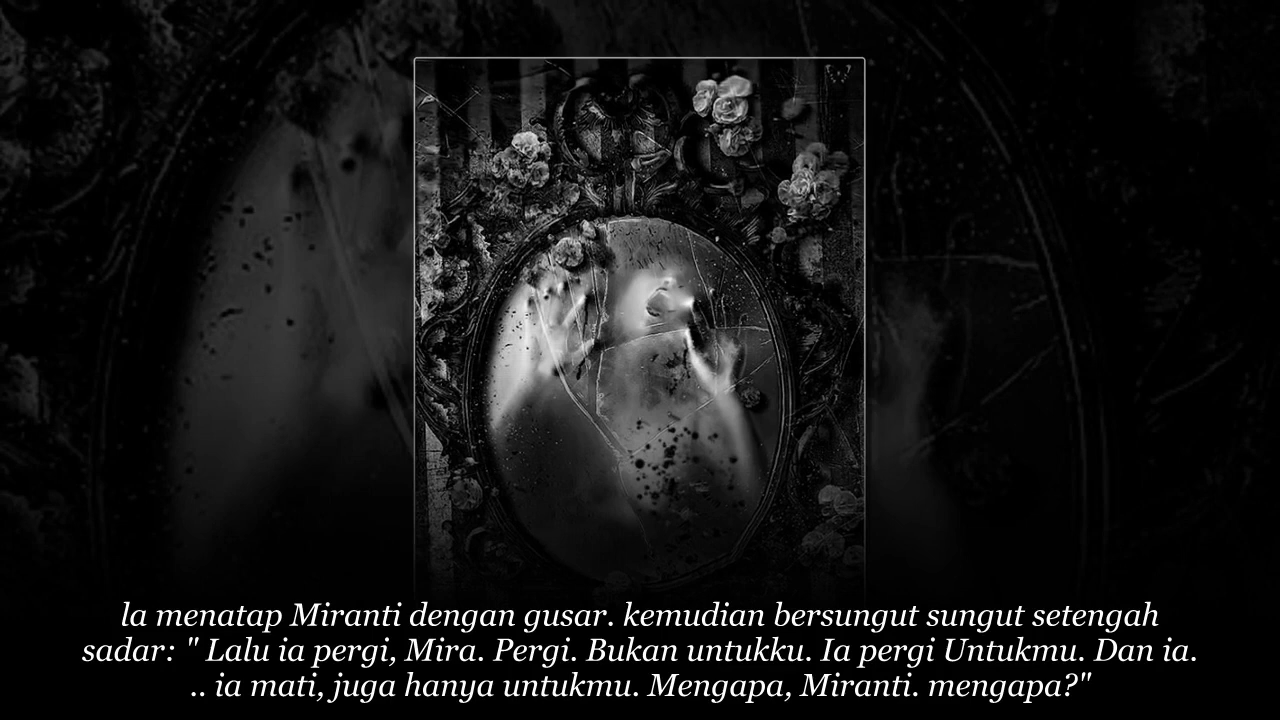 la menatap Miranti dengan gusar. kemudian bersungut sungut setengah
sadar: " Lalu ia pergi, Mira. Pergi. Bukan untukku. Ia pergi Untukmu. Dan ia.
.. ia mati, juga hanya untukmu. Mengapa, Miranti. mengapa?"